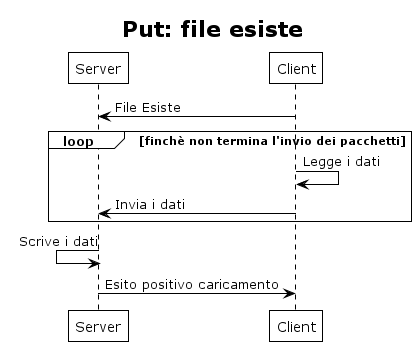 Put: file esiste
Server Client
File Esiste
loop [finchè non termina l'invio dei pacchetti]
Legge i dati
Invia i dati
Scrive i dati
Esito positivo caricamento
Server Client